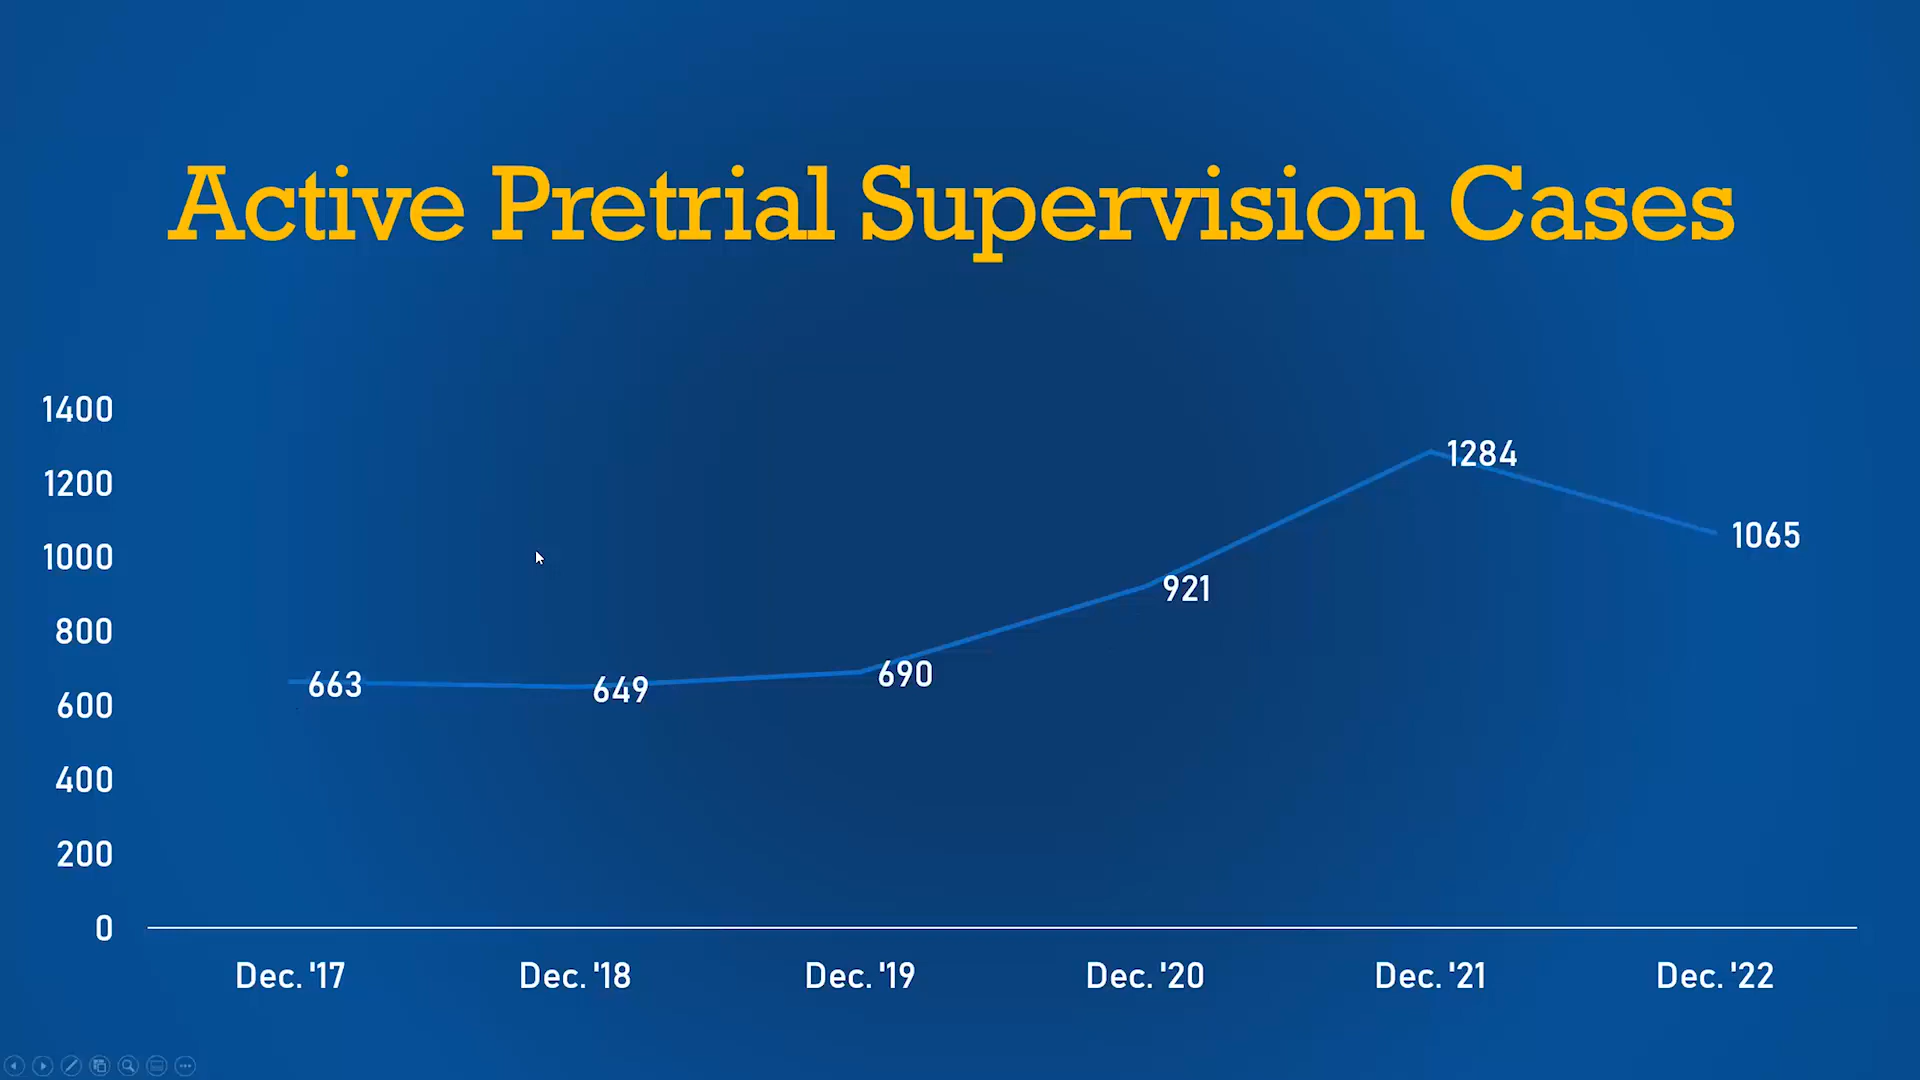 Active Pretrial Supervision Cases
1400
1200
1000
800
600
400
200
0
663
649
690
921
1284
1065
Dec. '17
Dec. '18
Dec. '19
Dec. '20
Dec. '21
Dec. '22